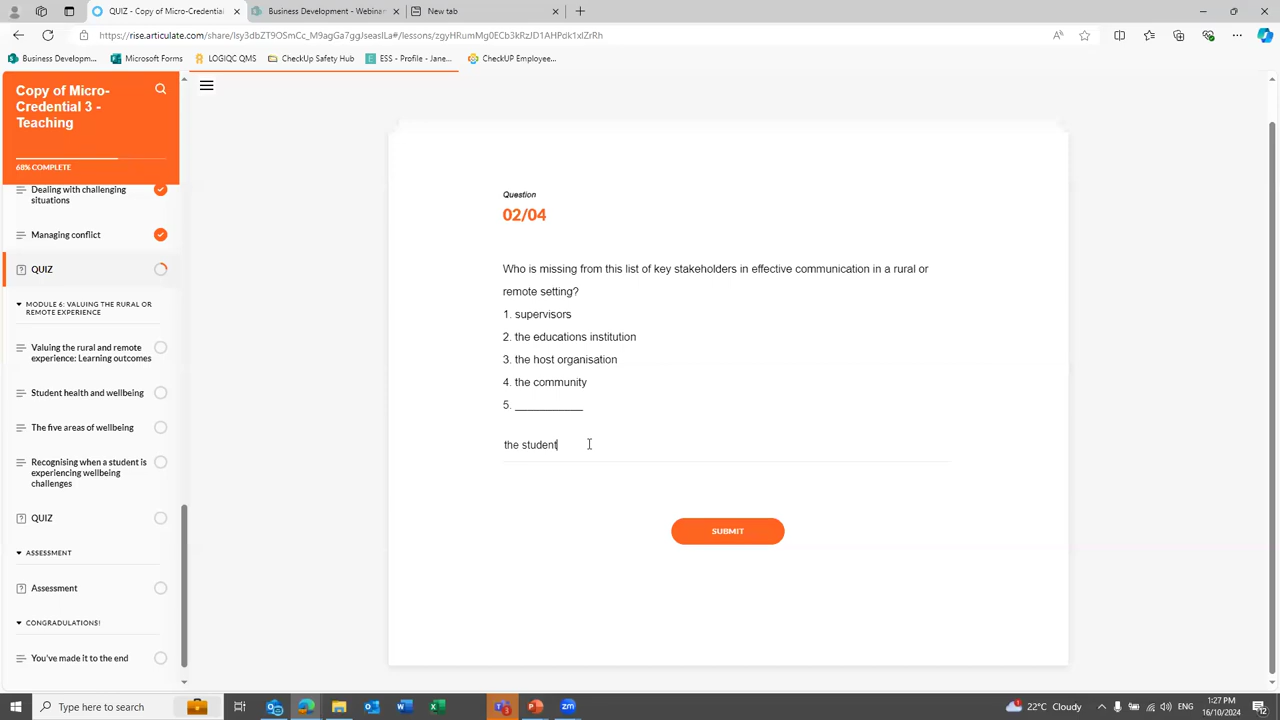 QUIZ - Copy of Micro-Credential
Development - Webinar
New tab
https://rise.articulate.com/share/
Business Developm...
Microsoft Forms
LOGIQC QMS
CheckUp Safety Hub
ESS - Profile - Jane...
CheckUP Employee...
Copy of Micro-
Credential 3 -
Teaching
68% COMPLETE
Dealing with challenging
situations
Managing conflict
QUIZ
MODULE 6: VALUING THE RURAL OR
REMOTE EXPERIENCE
Valuing the rural and remote
experience: Learning outcomes
Student health and wellbeing
The five areas of wellbeing
Recognising when a student is
experiencing wellbeing
challenges
QUIZ
ASSESSMENT
Assessment
CONGRADULATIONS!
You've made it to the end
Question
02/04
Who is missing from this list of key stakeholders in effective communication in a rural or
remote setting?
1. supervisors
2. the educations institution
3. the host organisation
4. the community
5. _____________
the student
SUBMIT
Type here to search
22°C Cloudy
ENG
1:27 PM
16/10/2024